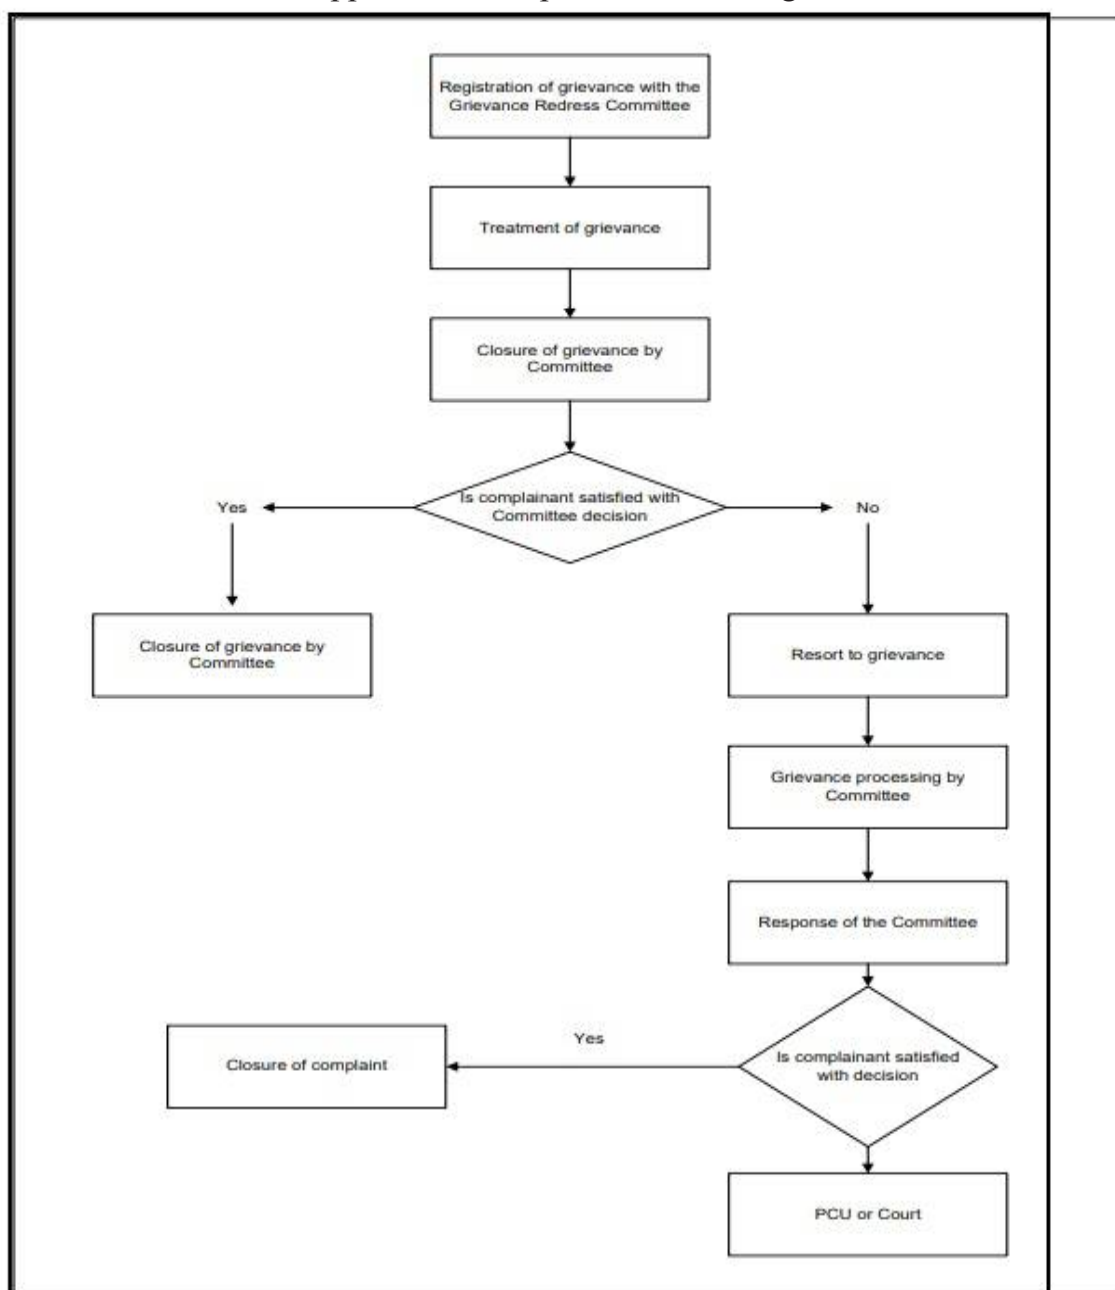 Registration of grievance with the
Grievance Redress Committee
Treatment of grievance
Closure of grievance by
Committee
Is complainant satisfied with
Committee decision
Yes
No
Closure of grievance by
Committee
Resort to grievance
Grievance processing by
Committee
Response of the Committee
Yes
Closure of complaint
Is complainant satisfied
with decision
PCU or Court